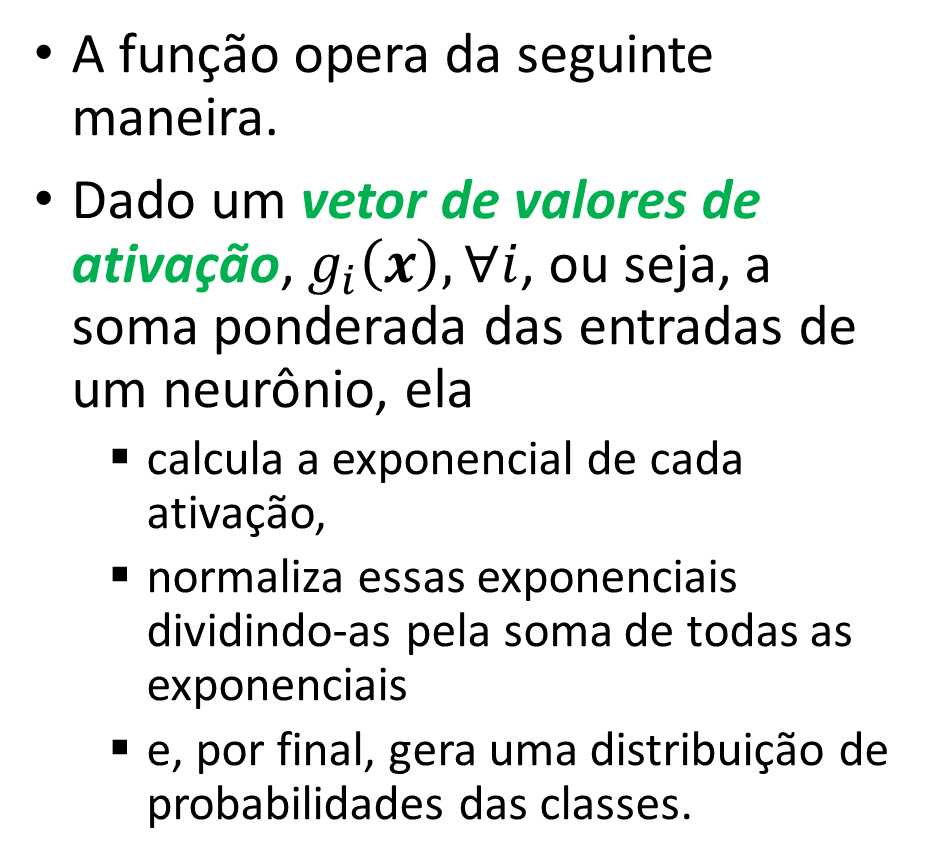 • A função opera da seguinte
maneira.
• Dado um vetor de valores de
ativação, gᵢ(x), ∀i, ou seja, a
soma ponderada das entradas de
um neurônio, ela
▪ calcula a exponencial de cada
ativação,
▪ normaliza essas exponenciais
dividindo-as pela soma de todas as
exponenciais
▪ e, por final, gera uma distribuição de
probabilidades das classes.